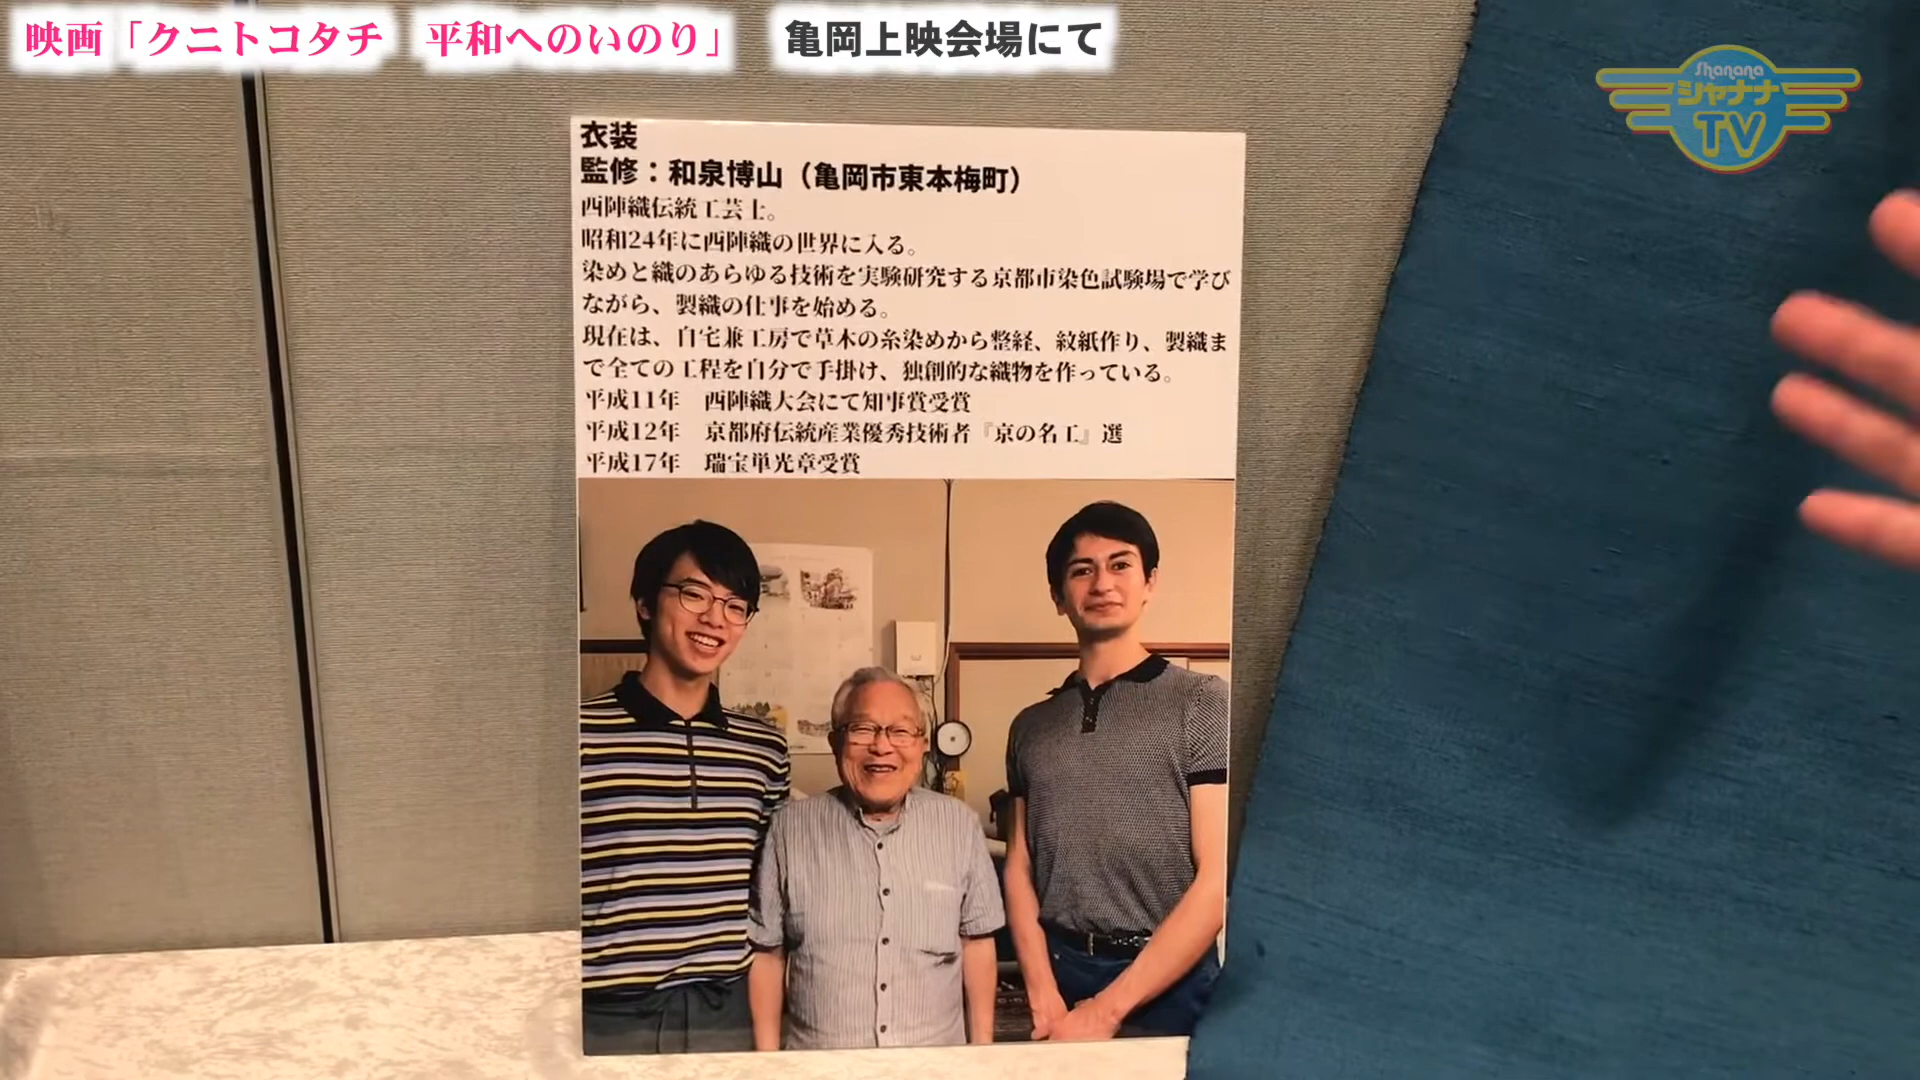 映画「クニトコタチ　平和へのいのり」　亀岡上映会場にて
Shanana
シャナナ
TV
衣装
監修：和泉博山（亀岡市東本梅町）
西陣織伝統工芸士。
昭和24年に西陣織の世界に入る。
染めと織のあらゆる技術を実験研究する京都市染色試験場で学び
ながら、製織の仕事を始める。
現在は、自宅兼工房で草木の糸染めから整経、紋紙作り、製織ま
で全ての工程を自分で手掛け、独創的な織物を作っている。
平成11年　西陣織大会にて知事賞受賞
平成12年　京都府伝統産業優秀技術者『京の名工』選
平成17年　瑞宝単光章受賞